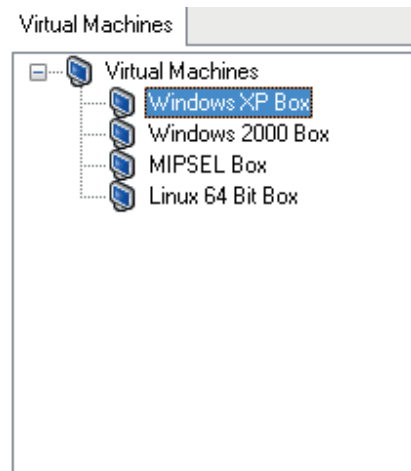 Virtual Machines
Virtual Machines
Windows XP Box
Windows 2000 Box
MIPSEL Box
Linux 64 Bit Box